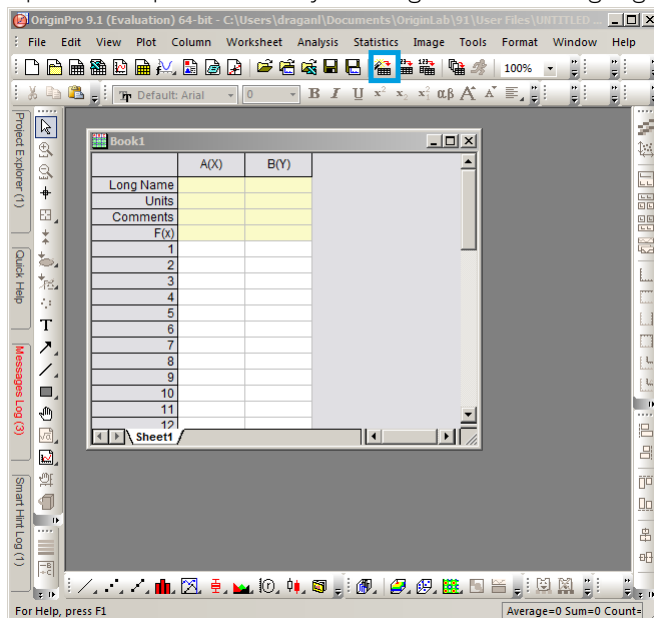 OriginPro 9.1 (Evaluation) 64-bit - C:\Users\draganl\Documents\OriginLab\91\User Files\UNTITLED ...
File Edit View Plot Column Worksheet Analysis Statistics Image Tools Format Window Help
100%
Default: Arial 0 B I U x² x₂ αβ A A
Project Explorer (1)
Quick Help
Messages Log (3)
Smart Hint Log (1)
T
Book1
A(X) B(Y)
Long Name
Units
Comments
F(x)
1
2
3
4
5
6
7
8
9
10
11
12
Sheet1
For Help, press F1
Average=0 Sum=0 Count=